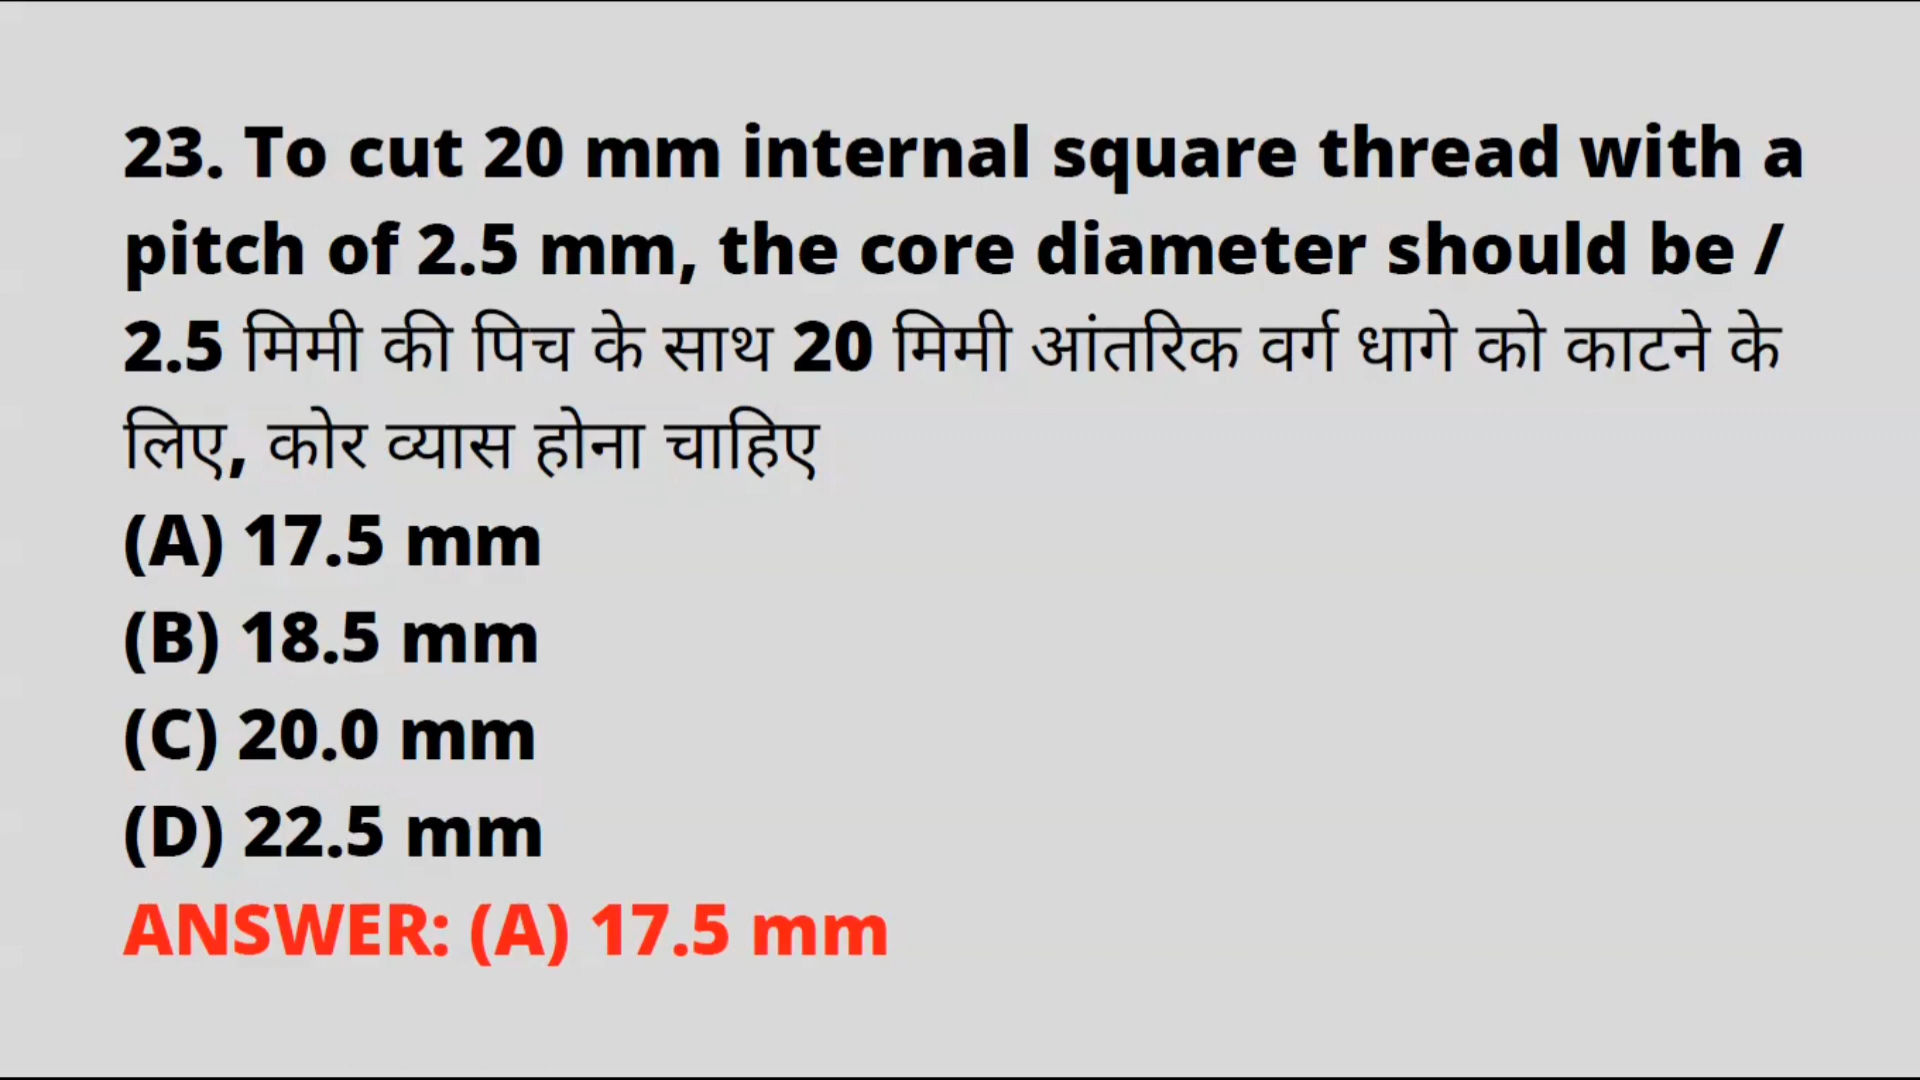 23. To cut 20 mm internal square thread with a
pitch of 2.5 mm, the core diameter should be /
2.5 मिमी की पिच के साथ 20 मिमी आंतरिक वर्ग धागे को काटने के
लिए, कोर व्यास होना चाहिए
(A) 17.5 mm
(B) 18.5 mm
(C) 20.0 mm
(D) 22.5 mm
ANSWER: (A) 17.5 mm